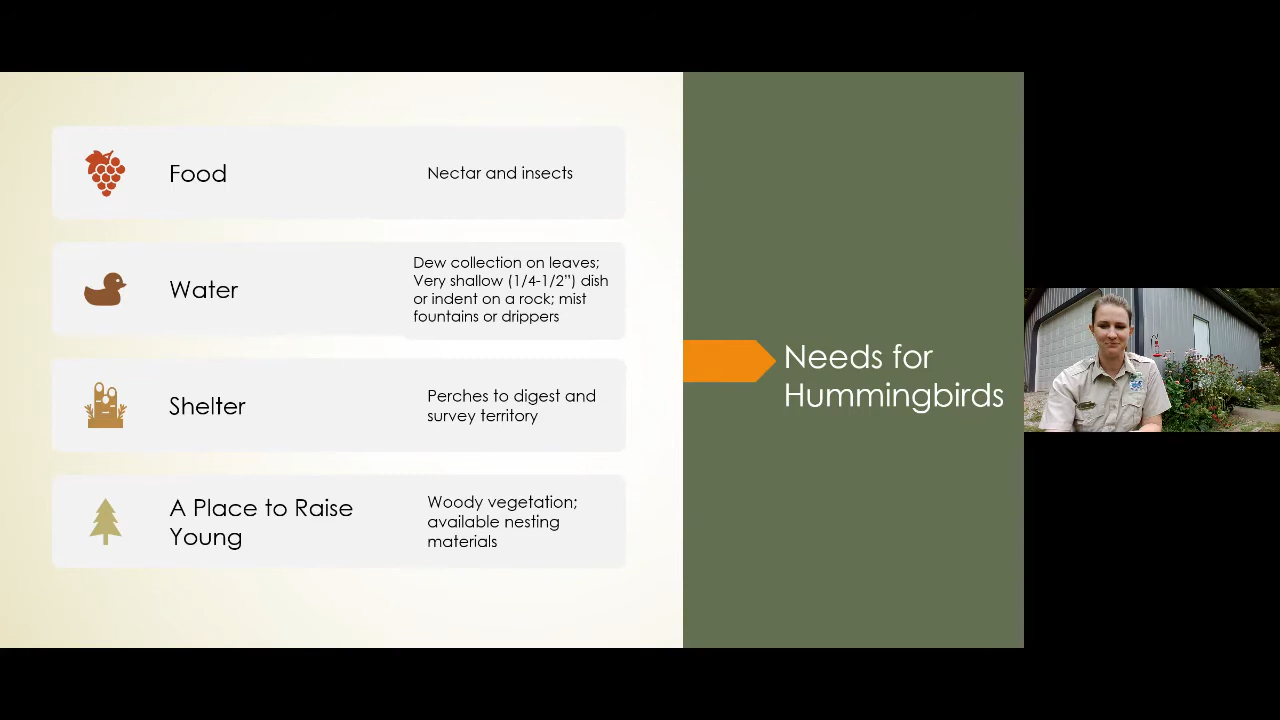 Food
Nectar and insects
Water
Dew collection on leaves;
Very shallow (1/4-1/2”) dish
or indent on a rock; mist
fountains or drippers
Shelter
Perches to digest and
survey territory
A Place to Raise
Young
Woody vegetation;
available nesting
materials
Needs for
Hummingbirds